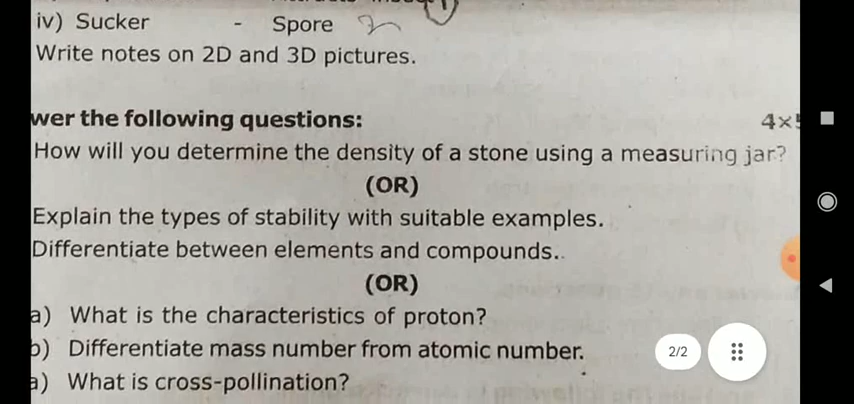 iv) Sucker - Spore
Write notes on 2D and 3D pictures.
wer the following questions: 4×5
How will you determine the density of a stone using a measuring jar?
(OR)
Explain the types of stability with suitable examples.
Differentiate between elements and compounds..
(OR)
a) What is the characteristics of proton?
b) Differentiate mass number from atomic number.
2/2
a) What is cross-pollination?